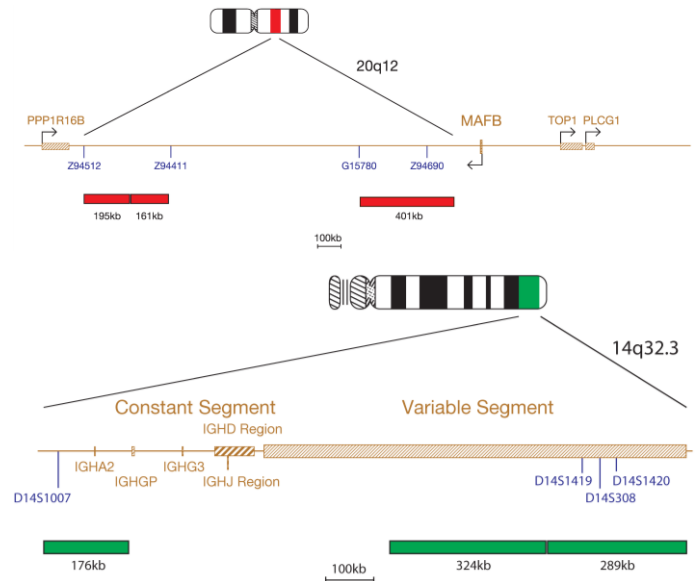 20q12
PPP1R16B
MAFB
TOP1
PLCG1
Z94512
Z94411
G15780
Z94690
195kb
161kb
401kb
100kb
14q32.3
Constant Segment
Variable Segment
IGHD Region
IGHA2
IGHGP
IGHG3
IGHJ Region
D14S1007
D14S1419
D14S308
D14S1420
176kb
100kb
324kb
289kb